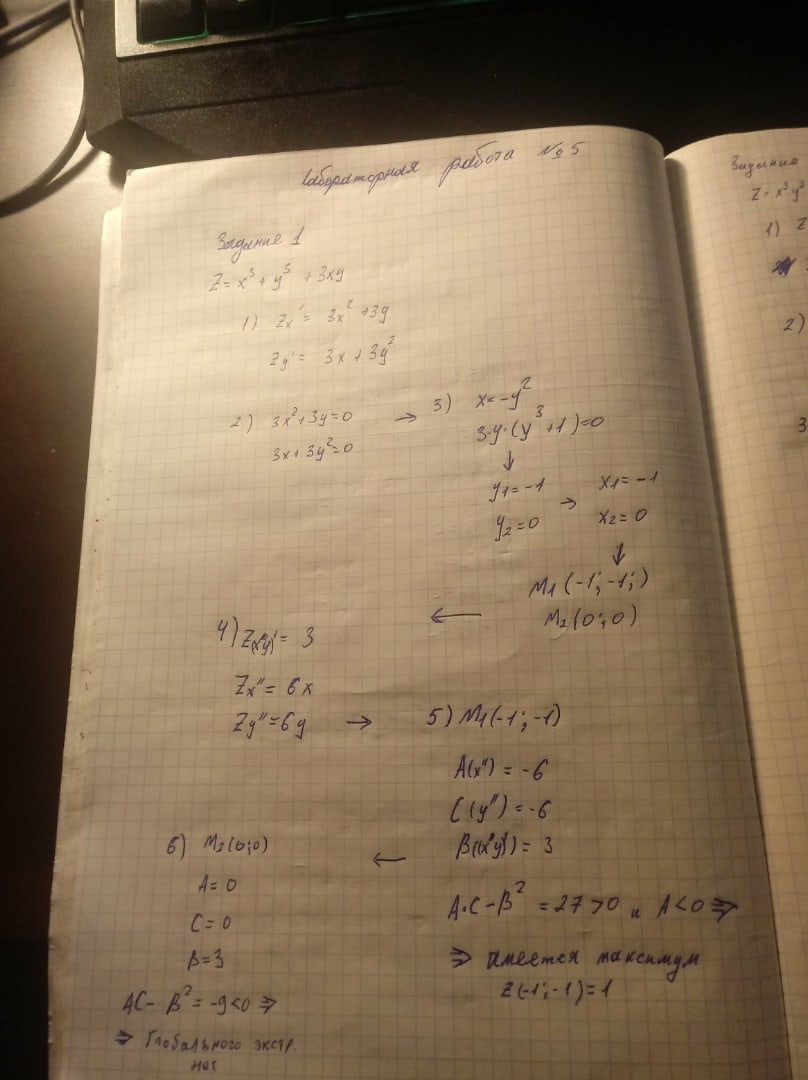 Лабораторная работа №5
Задание 1
Z = x³ + y³ + 3xy
1) Zx' = 3x² + 3y
Zy' = 3x + 3y²
2) 3x² + 3y = 0 →
3x + 3y² = 0
3) x = -y²
3·y·(y³ + 1) = 0
↓
y1 = -1 → x1 = -1
y2 = 0 x2 = 0
↓
M1 (-1; -1;)
← M2 (0; 0)
4) Z(xy)'' = 3
Zx'' = 6x
Zy'' = 6y →
5) M1(-1; -1)
A(x'') = -6
C(y'') = -6
B(x'y') = 3
A·C - B² = 27 > 0 и A < 0 ⇒
⇒ имеется максимум
Z(-1; -1) = 1
←
6) M2(0; 0)
A = 0
C = 0
B = 3
AC - B² = -9 < 0 ⇒
⇒ Глобального экстр.
нет
Задание
Z = x³y²
1) Z
2)
3